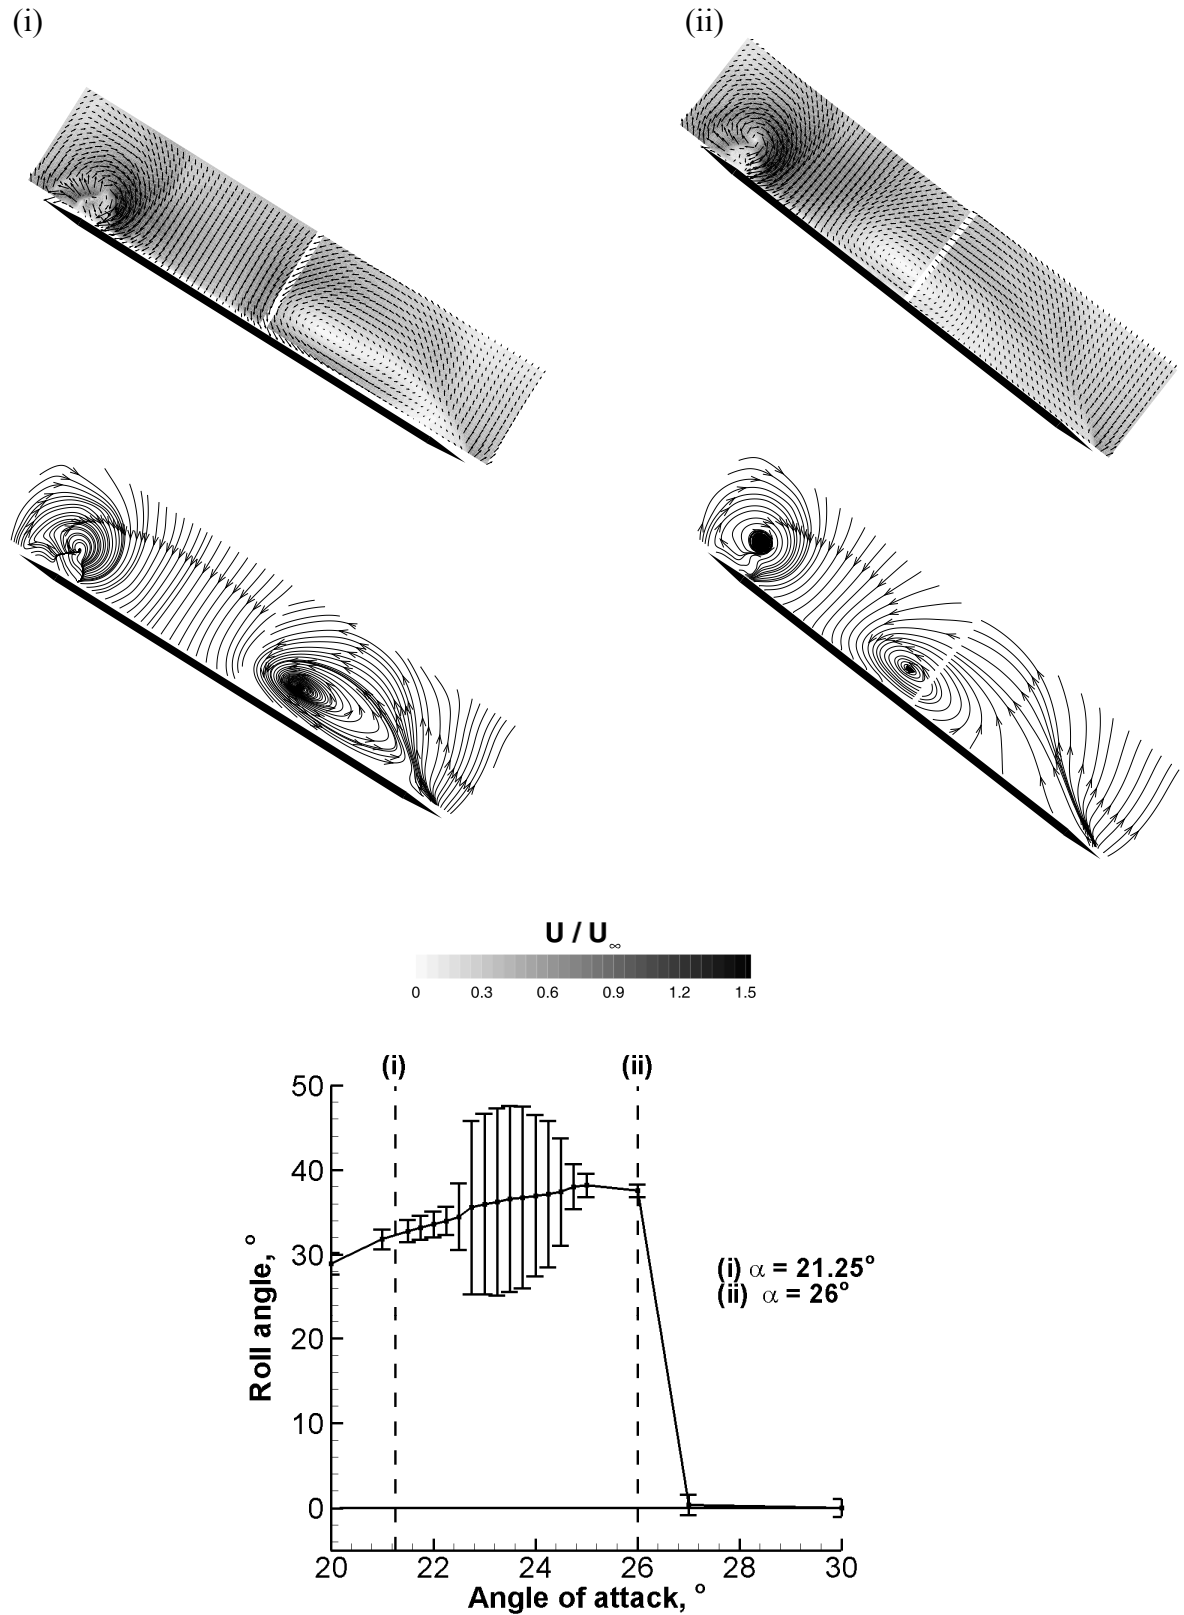 (i)
(ii)
U / U∞
0 0.3 0.6 0.9 1.2 1.5
(i) (ii)
50
40
30
20
10
0
Roll angle, °
(i) α = 21.25°
(ii) α = 26°
20 22 24 26 28 30
Angle of attack, °